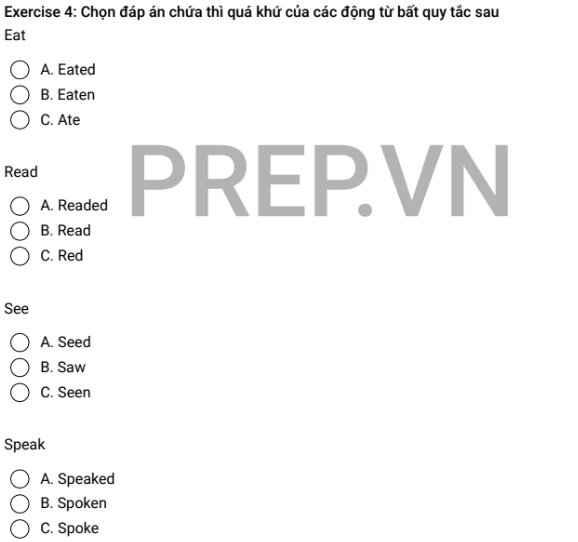 Exercise 4: Chọn đáp án chứa thì quá khứ của các động từ bất quy tắc sau
Eat
A. Eated
B. Eaten
C. Ate
PREP.VN
Read
A. Readed
B. Read
C. Red
See
A. Seed
B. Saw
C. Seen
Speak
A. Speaked
B. Spoken
C. Spoke